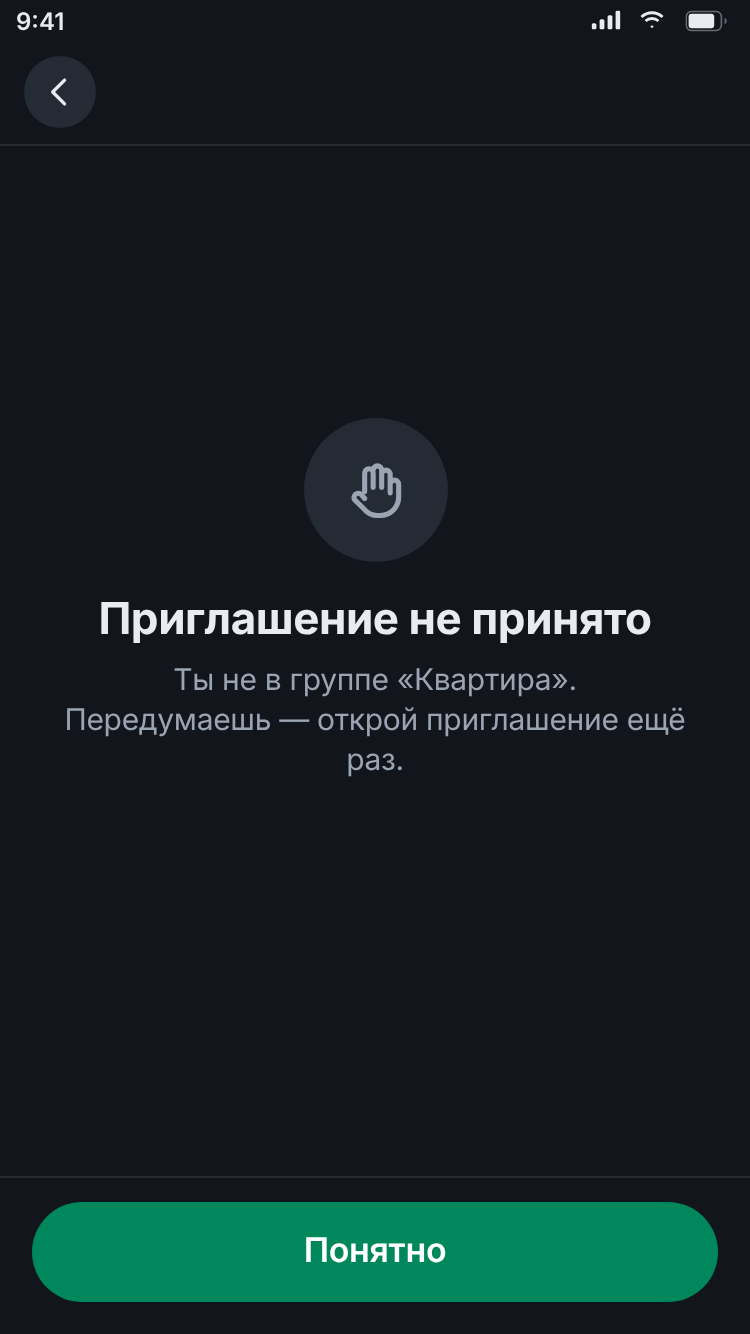 9:41
Приглашение не принято
Ты не в группе «Квартира».
Передумаешь — открой приглашение ещё
раз.
Понятно